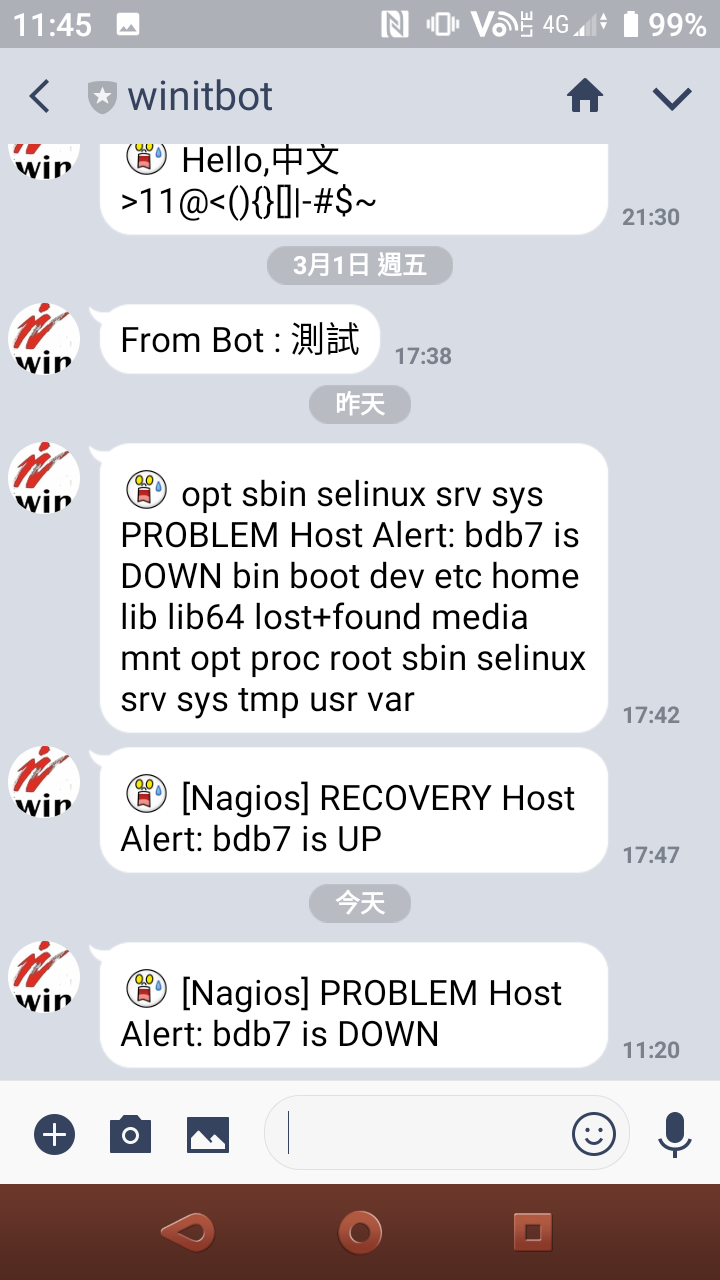 11:45 4G 99%
winitbot
Hello,中文
>11@<(){}[]|-#$~
21:30
3月1日 週五
win
From Bot : 測試
17:38
昨天
win
opt sbin selinux srv sys
PROBLEM Host Alert: bdb7 is
DOWN bin boot dev etc home
lib lib64 lost+found media
mnt opt proc root sbin selinux
srv sys tmp usr var
17:42
win
[Nagios] RECOVERY Host
Alert: bdb7 is UP
17:47
今天
win
[Nagios] PROBLEM Host
Alert: bdb7 is DOWN
11:20